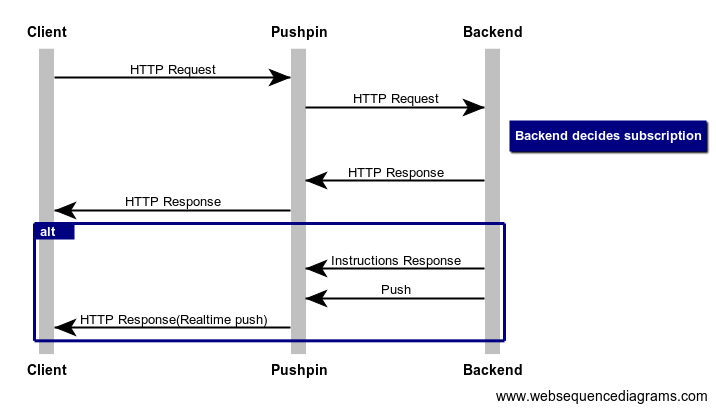 Client
Pushpin
Backend
HTTP Request
HTTP Request
Backend decides subscription
HTTP Response
HTTP Response
alt
Instructions Response
Push
HTTP Response(Realtime push)
Client
Pushpin
Backend
www.websequencediagrams.com